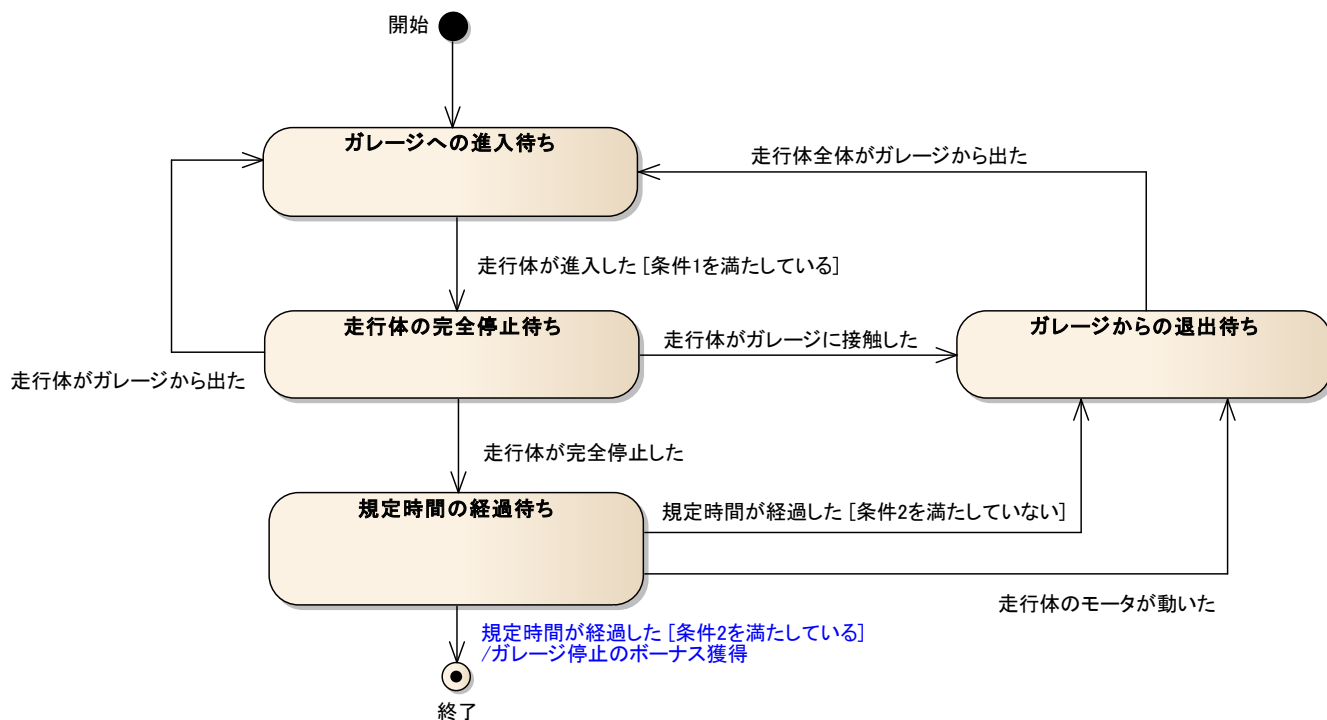 開始
ガレージへの進入待ち
走行体全体がガレージから出た
走行体が進入した [条件1を満たしている]
走行体の完全停止待ち
ガレージからの退出待ち
走行体がガレージに接触した
走行体がガレージから出た
走行体が完全停止した
規定時間の経過待ち
規定時間が経過した [条件2を満たしていない]
走行体のモータが動いた
規定時間が経過した [条件2を満たしている]
/ガレージ停止のボーナス獲得
終了